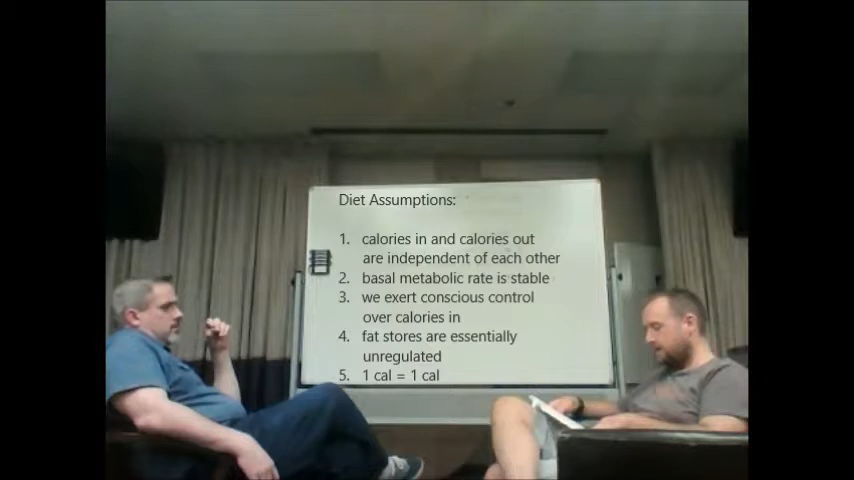 Diet Assumptions:
1. calories in and calories out
are independent of each other
2. basal metabolic rate is stable
3. we exert conscious control
over calories in
4. fat stores are essentially
unregulated
5. 1 cal = 1 cal